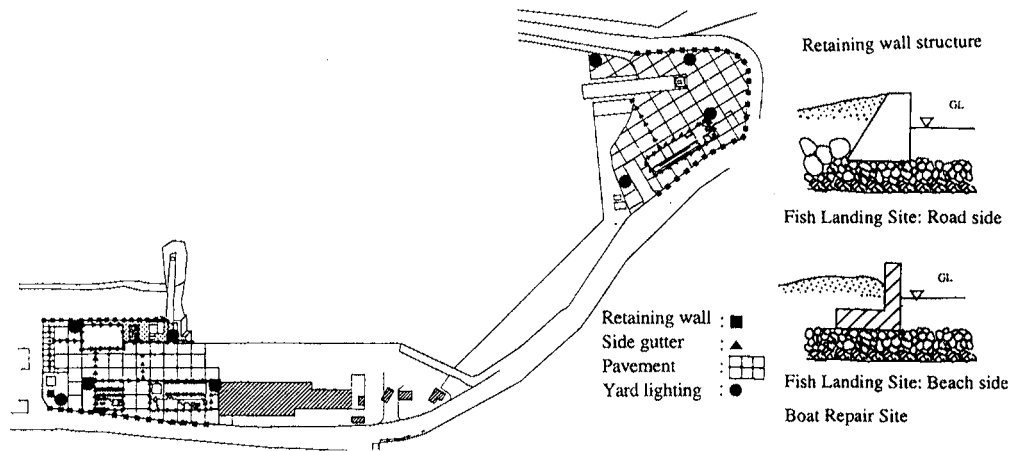 Retaining wall structure
GL
Fish Landing Site: Road side
GL
Fish Landing Site: Beach side
Boat Repair Site
Retaining wall :
Side gutter :
Pavement :
Yard lighting :